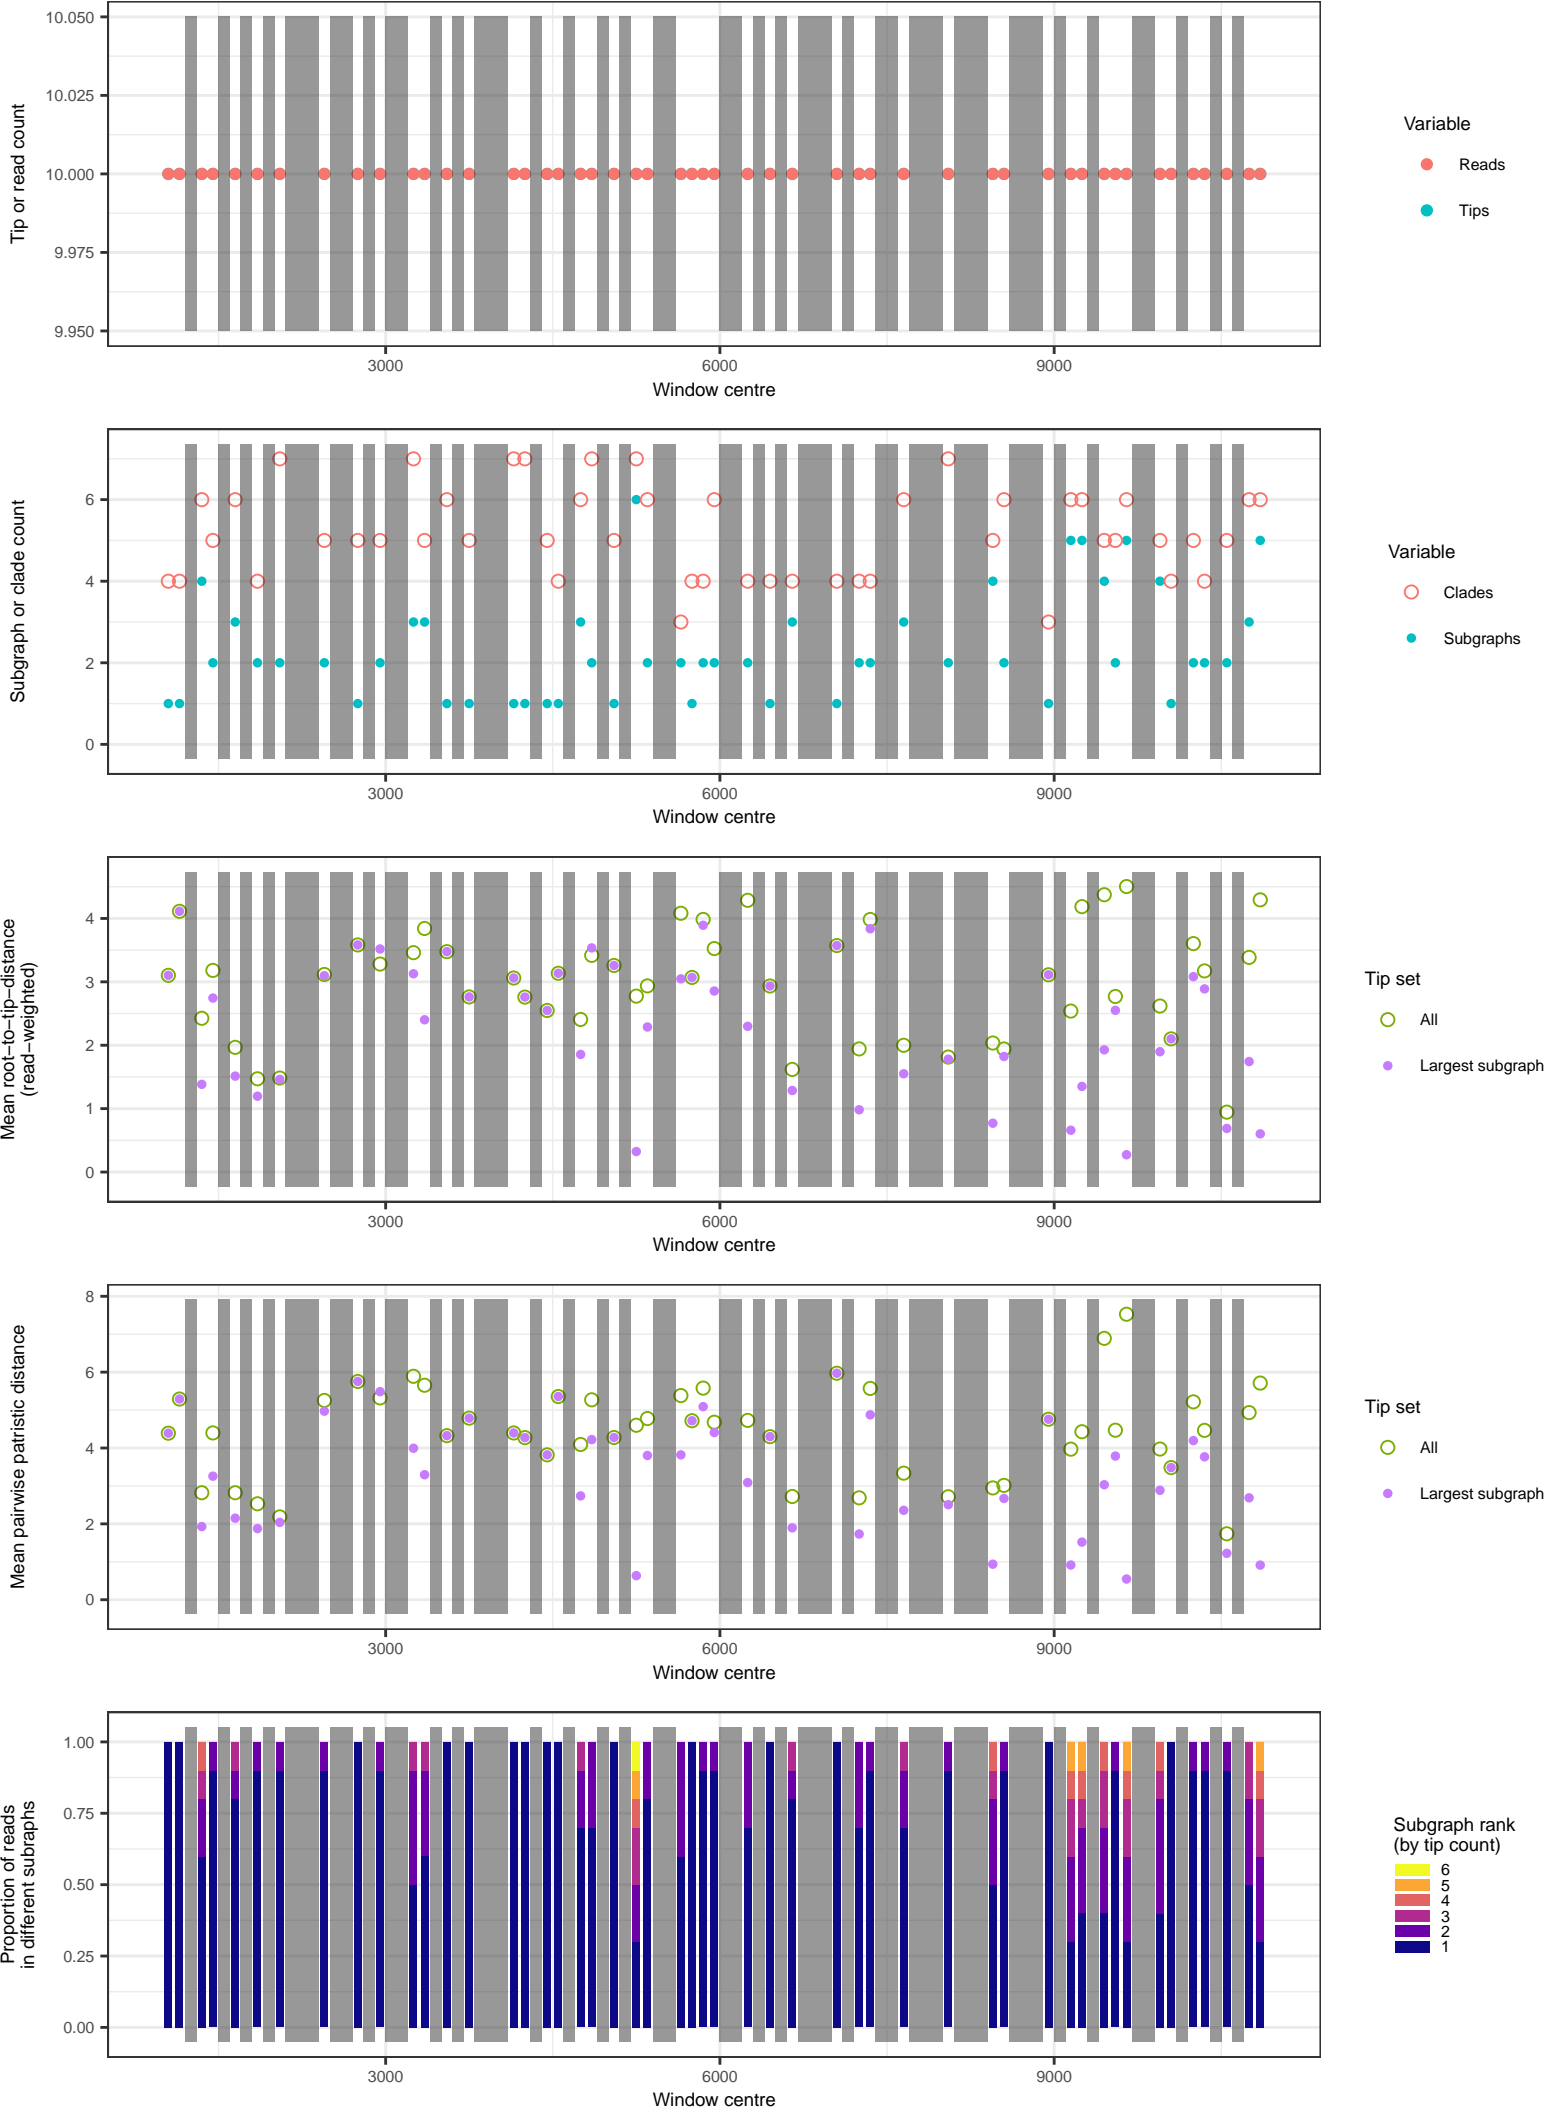 10.050
10.025
10.000
9.975
9.950
Tip or read count
3000 6000 9000
Window centre
Variable
Reads
Tips
6
4
2
0
Subgraph or clade count
3000 6000 9000
Window centre
Variable
Clades
Subgraphs
4
3
2
1
0
Mean root−to−tip−distance
(read−weighted)
3000 6000 9000
Window centre
Tip set
All
Largest subgraph
8
6
4
2
0
Mean pairwise patristic distance
3000 6000 9000
Window centre
Tip set
All
Largest subgraph
1.00
0.75
0.50
0.25
0.00
Proportion of reads
in different subraphs
3000 6000 9000
Window centre
Subgraph rank
(by tip count)
6
5
4
3
2
1